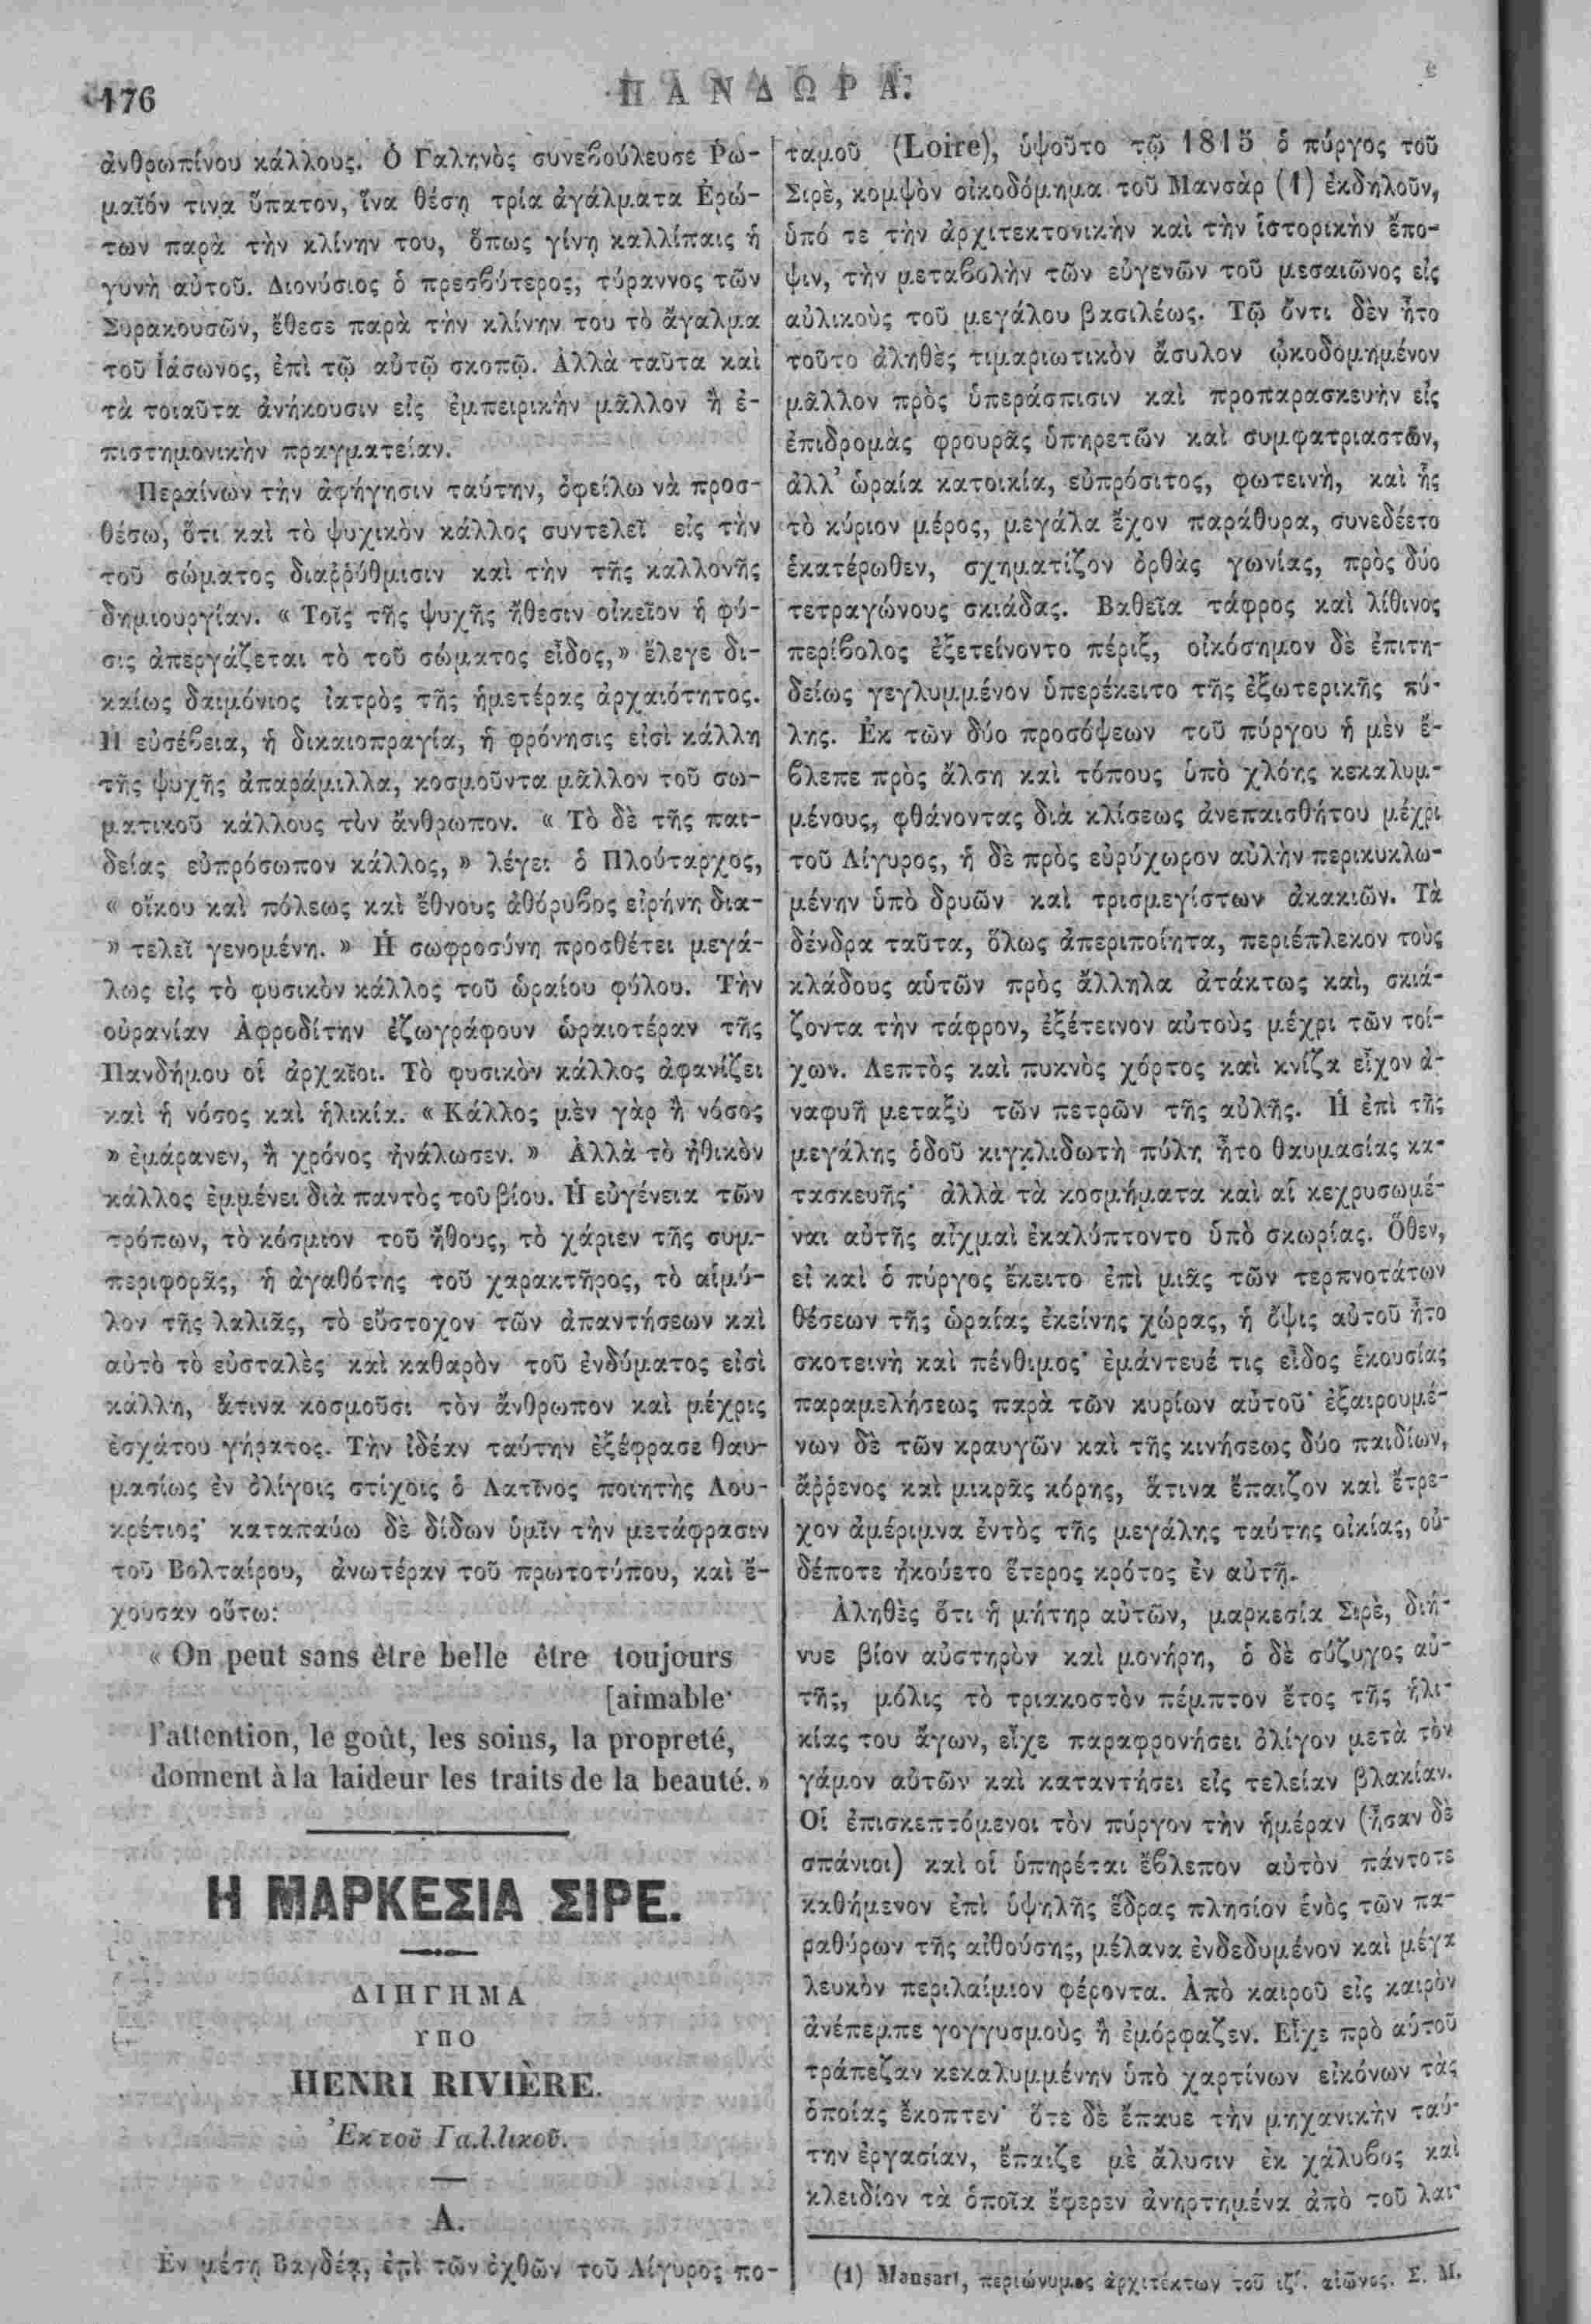 176
ΠΑΝΔΩΡΑ.
ἀνθρωπίνου κάλλους. Ὁ Γαληνὸς συνεβούλευσε Ῥω-
μαῖόν τινα ὕπατον, ἵνα θέσῃ τρία ἀγάλματα Ἐρώ-
των παρὰ τὴν κλίνην του, ὅπως γίνῃ καλλίπαις ἡ
γυνὴ αὐτοῦ. Διονύσιος ὁ πρεσβύτερος, τύραννος τῶν
Συρακουσῶν, ἔθεσε παρὰ τὴν κλίνην του τὸ ἄγαλμα
τοῦ Ἰάσωνος, ἐπὶ τῷ αὐτῷ σκοπῷ. Ἀλλὰ ταῦτα καὶ
τὰ τοιαῦτα ἀνήκουσιν εἰς ἐμπειρικὴν μᾶλλον ἢ ἐ-
πιστημονικὴν πραγματείαν.
Περαίνων τὴν ἀφήγησιν ταύτην, ὀφείλω νὰ προσ-
θέσω, ὅτι καὶ τὸ ψυχικὸν κάλλος συντελεῖ εἰς τὴν
τοῦ σώματος διαῤῥύθμισιν καὶ τὴν τῆς καλλονῆς
δημιουργίαν. « Τοῖς τῆς ψυχῆς ἤθεσιν οἰκεῖον ἡ φύ-
σις ἀπεργάζεται τὸ τοῦ σώματος εἶδος,» ἔλεγε δι-
καίως δαιμόνιος ἰατρὸς τῆς ἡμετέρας ἀρχαιότητος.
Ἡ εὐσέβεια, ἡ δικαιοπραγία, ἡ φρόνησις εἰσὶ κάλλη
τῆς ψυχῆς ἀπαράμιλλα, κοσμοῦντα μᾶλλον τοῦ σω-
ματικοῦ κάλλους τὸν ἄνθρωπον. « Τὸ δὲ τῆς παι-
δείας εὐπρόσωπον κάλλος, » λέγει ὁ Πλούταρχος,
« οἴκου καὶ πόλεως καὶ ἔθνους ἀθόρυβος εἰρήνη δια-
» τελεῖ γενομένη. » Ἡ σωφροσύνη προσθέτει μεγά-
λως εἰς τὸ φυσικὸν κάλλος τοῦ ὡραίου φύλου. Τὴν
οὐρανίαν Ἀφροδίτην ἐζωγράφουν ὡραιοτέραν τῆς
Πανδήμου οἱ ἀρχαῖοι. Τὸ φυσικὸν κάλλος ἀφανίζει
καὶ ἡ νόσος καὶ ἡλικία. « Κάλλος μὲν γὰρ ἢ νόσος
» ἐμάρανεν, ἢ χρόνος ἠνάλωσεν. » Ἀλλὰ τὸ ἠθικὸν
κάλλος ἐμμένει διὰ παντὸς τοῦ βίου. Ἡ εὐγένεια τῶν
τρόπων, τὸ κόσμιον τοῦ ἤθους, τὸ χάριεν τῆς συμ-
περιφορᾶς, ἡ ἀγαθότης τοῦ χαρακτῆρος, τὸ αἱμύ-
λον τῆς λαλιᾶς, τὸ εὔστοχον τῶν ἀπαντήσεων καὶ
αὐτὸ τὸ εὐσταλὲς καὶ καθαρὸν τοῦ ἐνδύματος εἰσὶ
κάλλη, ἅτινα κοσμοῦσι τὸν ἄνθρωπον καὶ μέχρις
ἐσχάτου γήρατος. Τὴν ἰδέαν ταύτην ἐξέφρασε θαυ-
μασίως ἐν ὀλίγοις στίχοις ὁ Λατῖνος ποιητὴς Λου-
κρέτιος· καταπαύω δὲ δίδων ὑμῖν τὴν μετάφρασιν
τοῦ Βολταίρου, ἀνωτέραν τοῦ πρωτοτύπου, καὶ ἔ-
χουσαν οὕτω:
« On peut sans être belle être toujours
[aimable·
l'attention, le goût, les soins, la propreté,
donnent à la laideur les traits de la beauté. »
Η ΜΑΡΚΕΣΙΑ ΣΙΡΕ.
ΔΙΗΓΗΜΑ
ΥΠΟ
HENRI RIVIÈRE.
Ἐκ τοῦ Γαλλικοῦ.
Α.
Ἐν μέσῃ Βανδέᾳ, ἐπὶ τῶν ὀχθῶν τοῦ Λίγυρος πο-
ταμοῦ (Loire), ὑψοῦτο τῷ 1815 ὁ πύργος τοῦ
Σιρὲ, κομψὸν οἰκοδόμημα τοῦ Μανσὰρ (1) ἐκδηλοῦν,
ὑπό τε τὴν ἀρχιτεκτονικὴν καὶ τὴν ἱστορικὴν ἔπο-
ψιν, τὴν μεταβολὴν τῶν εὐγενῶν τοῦ μεσαιῶνος εἰς
αὐλικοὺς τοῦ μεγάλου βασιλέως. Τῷ ὄντι δὲν ἦτο
τοῦτο ἀληθὲς τιμαριωτικὸν ἄσυλον ᾠκοδομημένον
μᾶλλον πρὸς ὑπεράσπισιν καὶ προπαρασκευὴν εἰς
ἐπιδρομὰς φρουρᾶς ὑπηρετῶν καὶ συμφατριαστῶν,
ἀλλ' ὡραία κατοικία, εὐπρόσιτος, φωτεινὴ, καὶ ἧς
τὸ κύριον μέρος, μεγάλα ἔχον παράθυρα, συνεδέετο
ἑκατέρωθεν, σχηματίζον ὀρθὰς γωνίας, πρὸς δύο
τετραγώνους σκιάδας. Βαθεῖα τάφρος καὶ λίθινος
περίβολος ἐξετείνοντο πέριξ, οἰκόσημον δὲ ἐπιτη-
δείως γεγλυμμένον ὑπερέκειτο τῆς ἐξωτερικῆς πύ-
λης. Ἐκ τῶν δύο προσόψεων τοῦ πύργου ἡ μὲν ἔ-
βλεπε πρὸς ἄλση καὶ τόπους ὑπὸ χλόης κεκαλυμ-
μένους, φθάνοντας διὰ κλίσεως ἀνεπαισθήτου μέχρι
τοῦ Λίγυρος, ἡ δὲ πρὸς εὐρύχωρον αὐλὴν περικυκλω-
μένην ὑπὸ δρυῶν καὶ τρισμεγίστων ἀκακιῶν. Τὰ
δένδρα ταῦτα, ὅλως ἀπεριποίητα, περιέπλεκον τοὺς
κλάδους αὑτῶν πρὸς ἄλληλα ἀτάκτως καὶ, σκιά-
ζοντα τὴν τάφρον, ἐξέτεινον αὐτοὺς μέχρι τῶν τοί-
χων. Λεπτὸς καὶ πυκνὸς χόρτος καὶ κνίζα εἶχον ἀ-
ναφυῆ μεταξὺ τῶν πετρῶν τῆς αὐλῆς. Ἡ ἐπὶ τῆς
μεγάλης ὁδοῦ κιγκλιδωτὴ πύλη ἦτο θαυμασίας κα-
τασκευῆς· ἀλλὰ τὰ κοσμήματα καὶ αἱ κεχρυσωμέ-
ναι αὐτῆς αἰχμαὶ ἐκαλύπτοντο ὑπὸ σκωρίας. Ὅθεν,
εἰ καὶ ὁ πύργος ἔκειτο ἐπὶ μιᾶς τῶν τερπνοτάτων
θέσεων τῆς ὡραίας ἐκείνης χώρας, ἡ ὄψις αὐτοῦ ἦτο
σκοτεινὴ καὶ πένθιμος· ἐμάντευέ τις εἶδος ἑκουσίας
παραμελήσεως παρὰ τῶν κυρίων αὐτοῦ· ἐξαιρουμέ-
νων δὲ τῶν κραυγῶν καὶ τῆς κινήσεως δύο παιδίων,
ἄῤῥενος καὶ μικρᾶς κόρης, ἅτινα ἔπαιζον καὶ ἔτρε-
χον ἀμέριμνα ἐντὸς τῆς μεγάλης ταύτης οἰκίας, οὐ-
δέποτε ἠκούετο ἕτερος κρότος ἐν αὐτῇ.
Ἀληθὲς ὅτι ἡ μήτηρ αὐτῶν, μαρκεσία Σιρὲ, διή-
νυε βίον αὐστηρὸν καὶ μονήρη, ὁ δὲ σύζυγος αὐ-
τῆς, μόλις τὸ τριακοστὸν πέμπτον ἔτος τῆς ἡλι-
κίας του ἄγων, εἶχε παραφρονήσει ὀλίγον μετὰ τὸν
γάμον αὐτῶν καὶ καταντήσει εἰς τελείαν βλακίαν.
Οἱ ἐπισκεπτόμενοι τὸν πύργον τὴν ἡμέραν (ἦσαν δὲ
σπάνιοι) καὶ οἱ ὑπηρέται ἔβλεπον αὐτὸν πάντοτε
καθήμενον ἐπὶ ὑψηλῆς ἕδρας πλησίον ἑνὸς τῶν πα-
ραθύρων τῆς αἰθούσης, μέλανα ἐνδεδυμένον καὶ μέγα
λευκὸν περιλαίμιον φέροντα. Ἀπὸ καιροῦ εἰς καιρὸν
ἀνέπεμπε γογγυσμοὺς ἢ ἐμόρφαζεν. Εἶχε πρὸ αὑτοῦ
τράπεζαν κεκαλυμμένην ὑπὸ χαρτίνων εἰκόνων τὰς
ὁποίας ἔκοπτεν· ὅτε δὲ ἔπαυε τὴν μηχανικὴν ταύ-
την ἐργασίαν, ἔπαιζε μὲ ἅλυσιν ἐκ χάλυβος καὶ
κλειδίον τὰ ὁποῖα ἔφερεν ἀνηρτημένα ἀπὸ τοῦ λαι-
(1) Mansart, περιώνυμος ἀρχιτέκτων τοῦ ιζ΄. αἰῶνος. Σ. Μ.